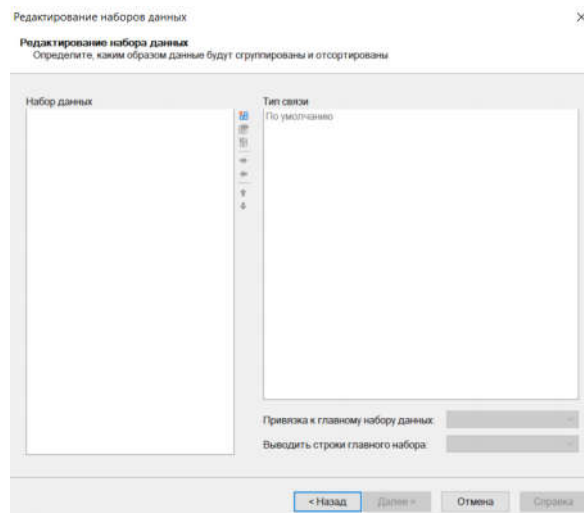 Редактирование наборов данных
Редактирование набора данных
Определите, каким образом данные будут сгруппированы и отсортированы
Набор данных
Тип связи
По умолчанию
Привязка к главному набору данных:
Выводить строки главного набора:
< Назад
Далее >
Отмена
Справка